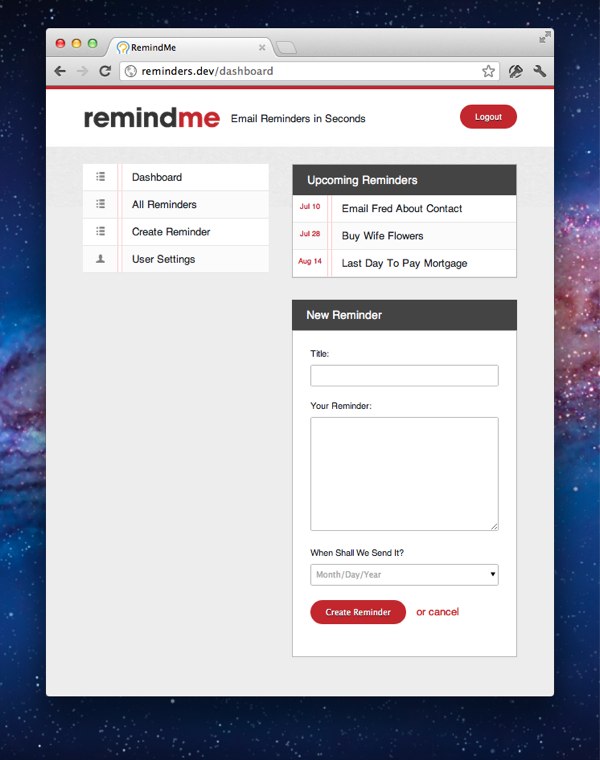 RemindMe
reminders.dev/dashboard
remindme Email Reminders in Seconds
Logout
Dashboard
All Reminders
Create Reminder
User Settings
Upcoming Reminders
Jul 10 Email Fred About Contact
Jul 28 Buy Wife Flowers
Aug 14 Last Day To Pay Mortgage
New Reminder
Title:
Your Reminder:
When Shall We Send It?
Month/Day/Year
Create Reminder or cancel